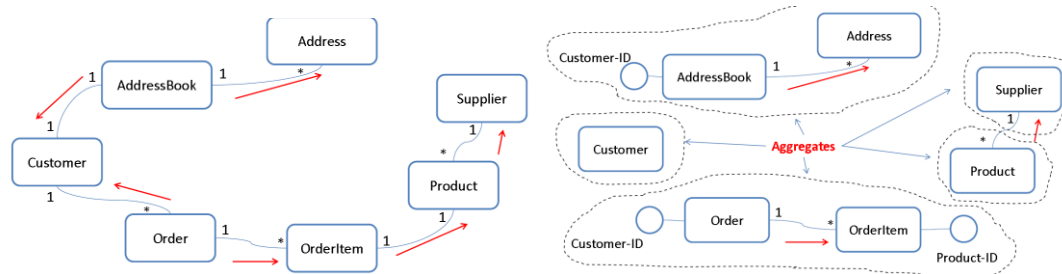 Address
1
*
AddressBook
1
1
Customer
1
*
Order
1
*
OrderItem
1
1
Product
*
1
Supplier
Customer-ID
AddressBook
1
*
Address
Customer
Aggregates
Supplier
1
*
Product
Customer-ID
Order
1
*
OrderItem
Product-ID